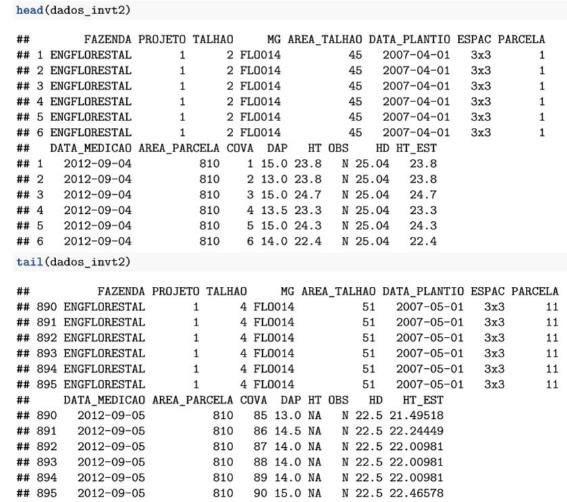 head(dados_invt2)
## FAZENDA PROJETO TALHAO MG AREA_TALHAO DATA_PLANTIO ESPAC PARCELA
## 1 ENGFLORESTAL 1 2 FLO014 45 2007-04-01 3x3 1
## 2 ENGFLORESTAL 1 2 FLO014 45 2007-04-01 3x3 1
## 3 ENGFLORESTAL 1 2 FLO014 45 2007-04-01 3x3 1
## 4 ENGFLORESTAL 1 2 FLO014 45 2007-04-01 3x3 1
## 5 ENGFLORESTAL 1 2 FLO014 45 2007-04-01 3x3 1
## 6 ENGFLORESTAL 1 2 FLO014 45 2007-04-01 3x3 1
## DATA_MEDICAO AREA_PARCELA COVA DAP HT OBS HD HT_EST
## 1 2012-09-04 810 1 15.0 23.8 N 25.04 23.8
## 2 2012-09-04 810 2 13.0 23.8 N 25.04 23.8
## 3 2012-09-04 810 3 15.0 24.7 N 25.04 24.7
## 4 2012-09-04 810 4 13.5 23.3 N 25.04 23.3
## 5 2012-09-04 810 5 15.0 24.3 N 25.04 24.3
## 6 2012-09-04 810 6 14.0 22.4 N 25.04 22.4
tail(dados_invt2)
## FAZENDA PROJETO TALHAO MG AREA_TALHAO DATA_PLANTIO ESPAC PARCELA
## 890 ENGFLORESTAL 1 4 FLO014 51 2007-05-01 3x3 11
## 891 ENGFLORESTAL 1 4 FLO014 51 2007-05-01 3x3 11
## 892 ENGFLORESTAL 1 4 FLO014 51 2007-05-01 3x3 11
## 893 ENGFLORESTAL 1 4 FLO014 51 2007-05-01 3x3 11
## 894 ENGFLORESTAL 1 4 FLO014 51 2007-05-01 3x3 11
## 895 ENGFLORESTAL 1 4 FLO014 51 2007-05-01 3x3 11
## DATA_MEDICAO AREA_PARCELA COVA DAP HT OBS HD HT_EST
## 890 2012-09-05 810 85 13.0 NA N 22.5 21.49518
## 891 2012-09-05 810 86 14.5 NA N 22.5 22.24449
## 892 2012-09-05 810 87 14.0 NA N 22.5 22.00981
## 893 2012-09-05 810 88 14.0 NA N 22.5 22.00981
## 894 2012-09-05 810 89 14.0 NA N 22.5 22.00981
## 895 2012-09-05 810 90 15.0 NA N 22.5 22.46578